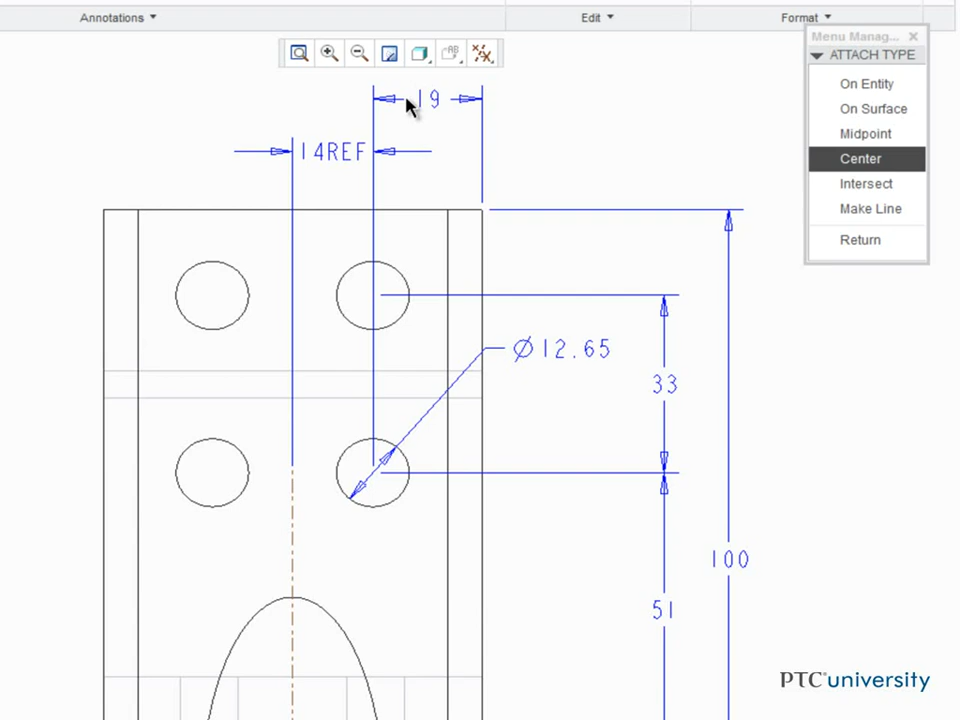 Annotations Edit Format
Menu Manag...
ATTACH TYPE
On Entity
On Surface
Midpoint
Center
Intersect
Make Line
Return
AB
19
14REF
Ø12.65
33
100
51
PTC university